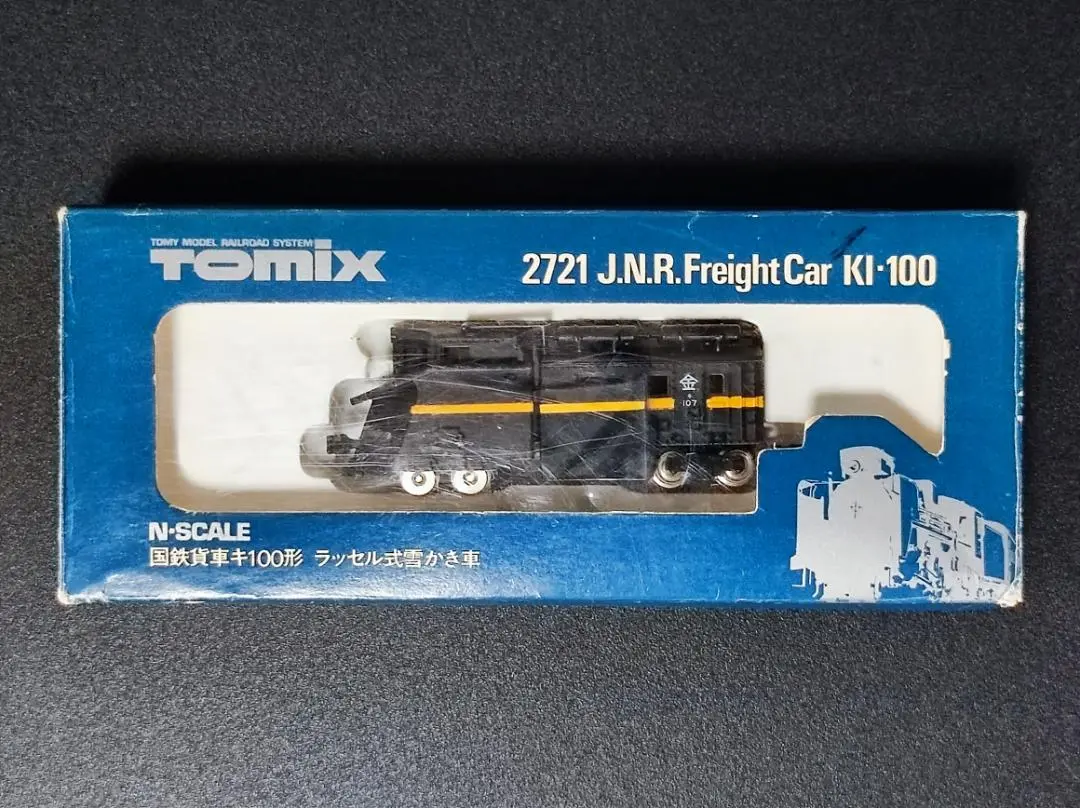 TOMY MODEL RAILROAD SYSTEM
TOMIX
2721 J.N.R.Freight Car KI·100
金
キ
107
N·SCALE
国鉄貨車キ100形 ラッセル式雪かき車